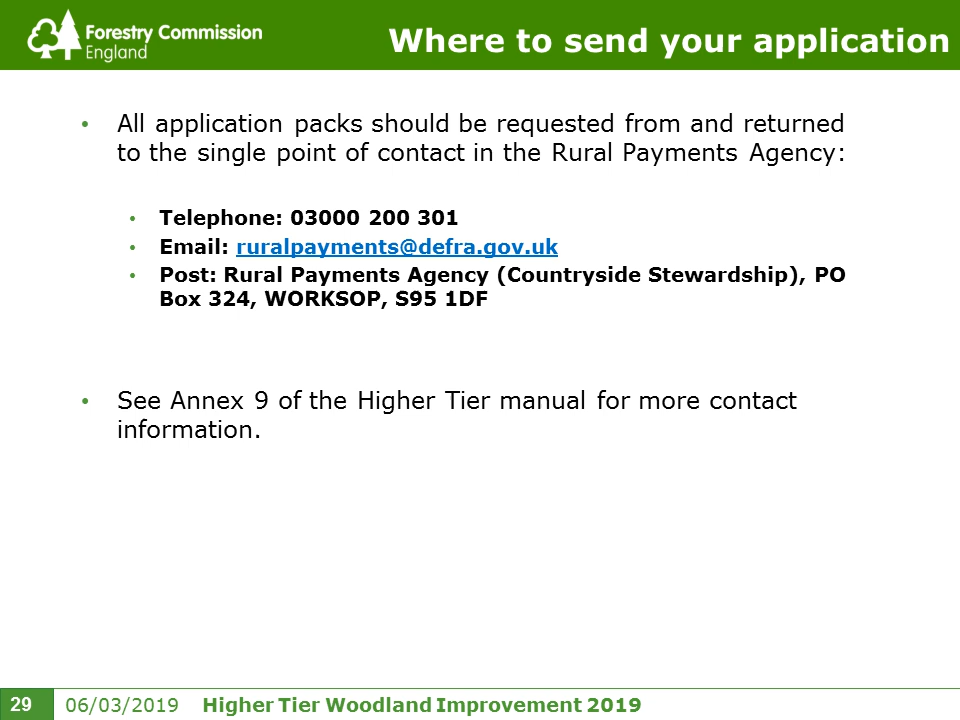 Forestry Commission
England
Where to send your application
• All application packs should be requested from and returned
to the single point of contact in the Rural Payments Agency:
• Telephone: 03000 200 301
• Email: ruralpayments@defra.gov.uk
• Post: Rural Payments Agency (Countryside Stewardship), PO
Box 324, WORKSOP, S95 1DF
• See Annex 9 of the Higher Tier manual for more contact
information.
29 06/03/2019 Higher Tier Woodland Improvement 2019